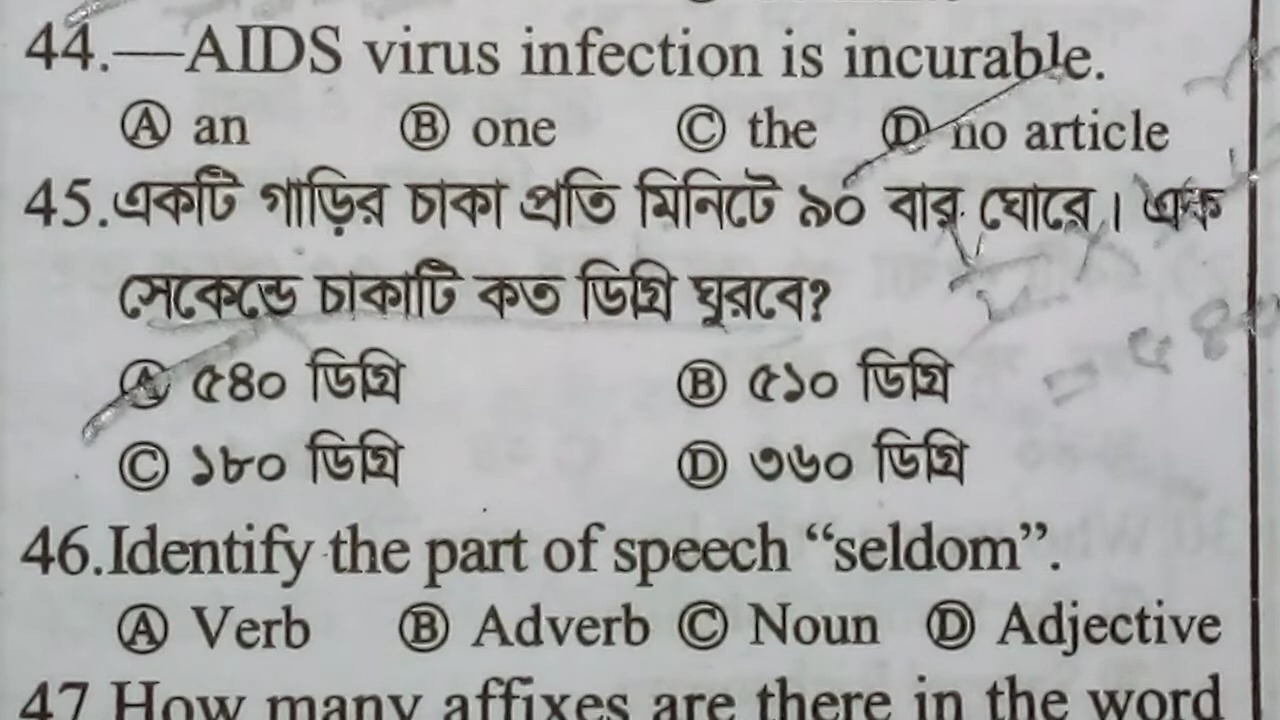 44.—AIDS virus infection is incurable.
Ⓐ an Ⓑ one Ⓒ the Ⓓ no article
45.একটি গাড়ির চাকা প্রতি মিনিটে ৯০ বার ঘোরে। এক
সেকেন্ডে চাকাটি কত ডিগ্রি ঘুরবে?
Ⓐ ৫৪০ ডিগ্রি Ⓑ ৫১০ ডিগ্রি
Ⓒ ১৮০ ডিগ্রি Ⓓ ৩৬০ ডিগ্রি
46.Identify the part of speech “seldom”.
Ⓐ Verb Ⓑ Adverb Ⓒ Noun Ⓓ Adjective
47 How many affixes are there in the word